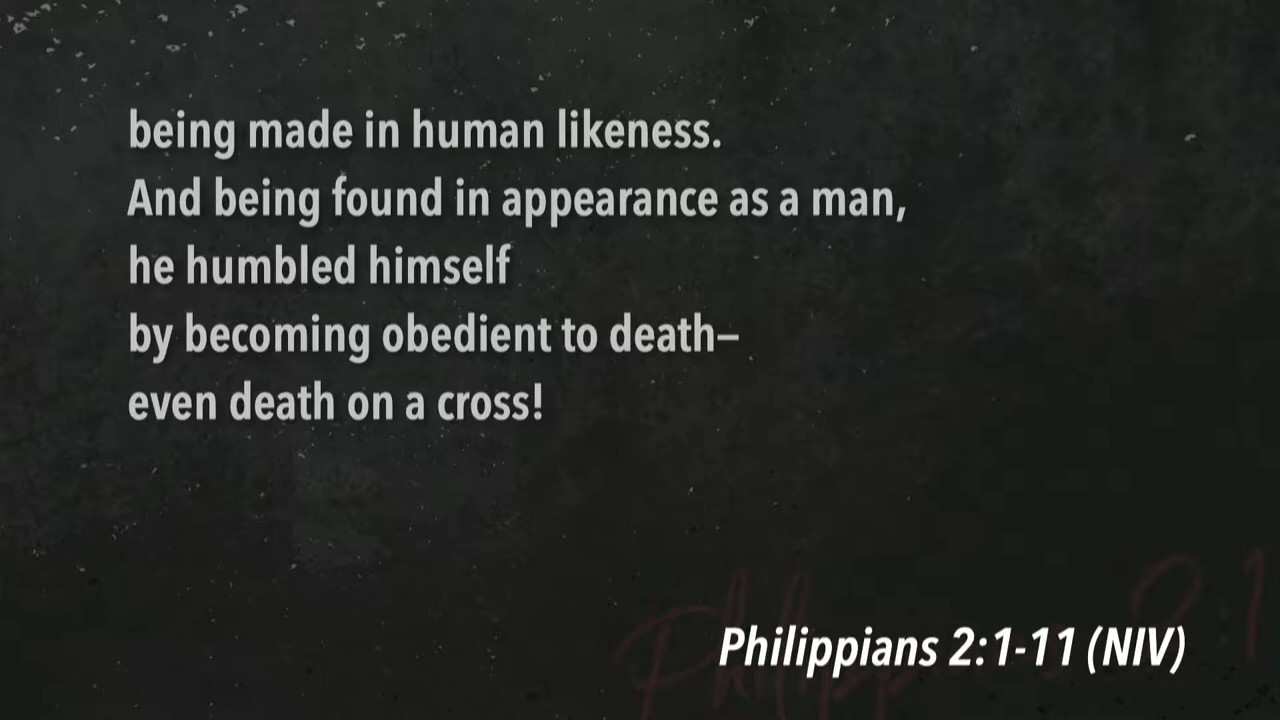 being made in human likeness.
And being found in appearance as a man,
he humbled himself
by becoming obedient to death–
even death on a cross!
Philippians 2:1-11 (NIV)